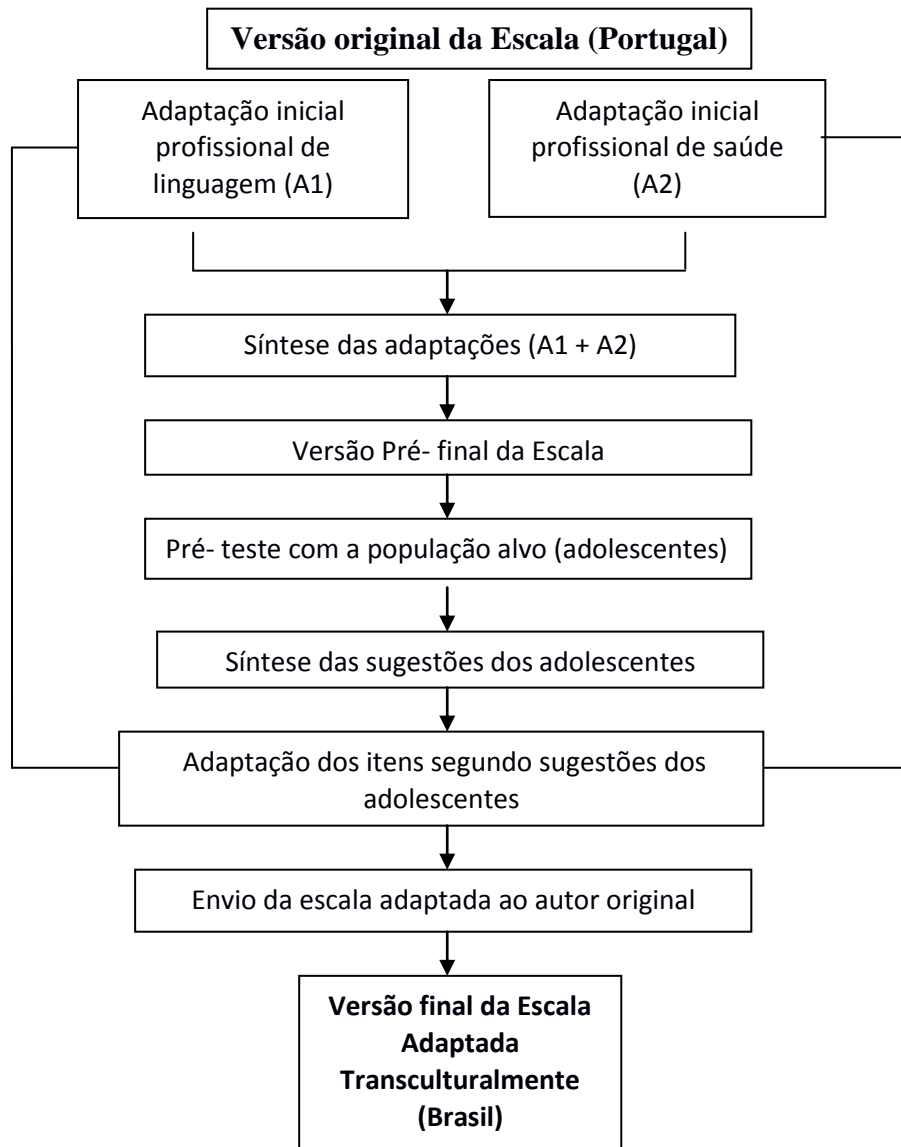 Versão original da Escala (Portugal)
Adaptação inicial
profissional de
linguagem (A1)
Adaptação inicial
profissional de saúde
(A2)
Síntese das adaptações (A1 + A2)
Versão Pré- final da Escala
Pré- teste com a população alvo (adolescentes)
Síntese das sugestões dos adolescentes
Adaptação dos itens segundo sugestões dos
adolescentes
Envio da escala adaptada ao autor original
Versão final da Escala
Adaptada
Transculturalmente
(Brasil)